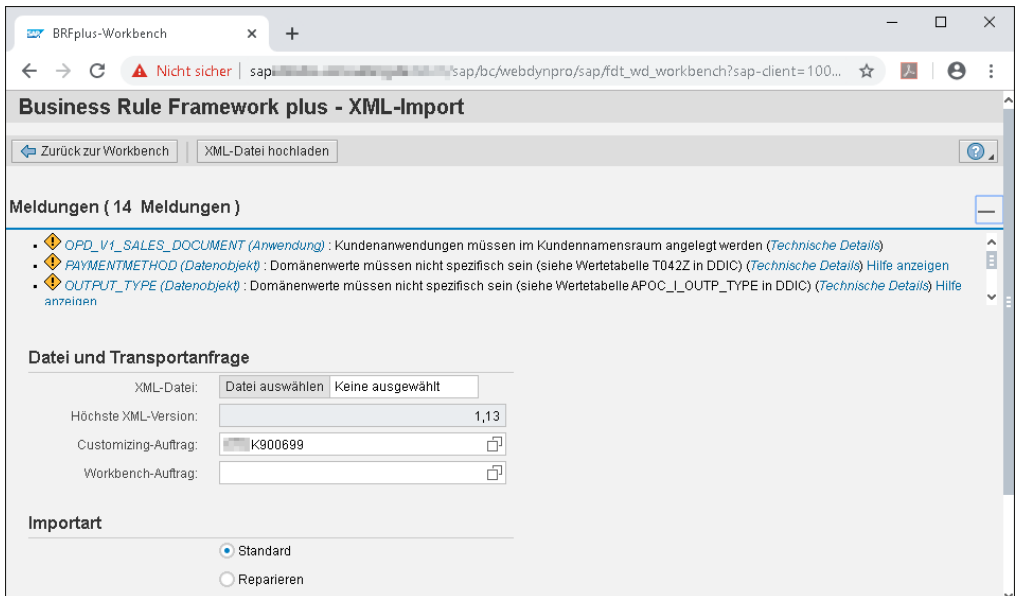 SAP BRFplus-Workbench
Nicht sicher | sap /sap/bc/webdynpro/sap/fdt_wd_workbench?sap-client=100...
Business Rule Framework plus - XML-Import
Zurück zur Workbench XML-Datei hochladen
Meldungen ( 14 Meldungen )
OPD_V1_SALES_DOCUMENT (Anwendung) : Kundenanwendungen müssen im Kundennamensraum angelegt werden (Technische Details)
PAYMENTMETHOD (Datenobjekt) : Domänenwerte müssen nicht spezifisch sein (siehe Wertetabelle T042Z in DDIC) (Technische Details) Hilfe anzeigen
OUTPUT_TYPE (Datenobjekt) : Domänenwerte müssen nicht spezifisch sein (siehe Wertetabelle APOC_I_OUTP_TYPE in DDIC) (Technische Details) Hilfe
anzeigen
Datei und Transportanfrage
XML-Datei: Datei auswählen Keine ausgewählt
Höchste XML-Version: 1,13
Customizing-Auftrag: K900699
Workbench-Auftrag:
Importart
Standard
Reparieren